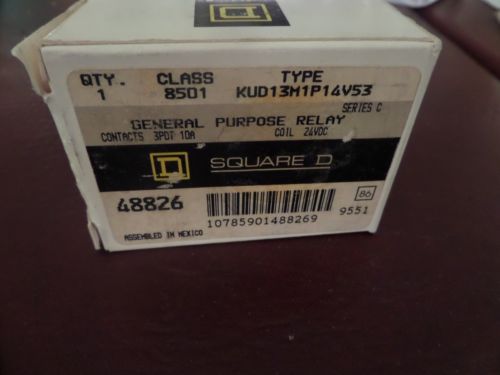 QTY. CLASS TYPE
1 8501 KUD13M1P14V53
SERIES C
GENERAL PURPOSE RELAY
CONTACTS 3PDT 10A COIL 24VDC
SQUARE D
48826
86
10785901488269
9551
ASSEMBLED IN MEXICO